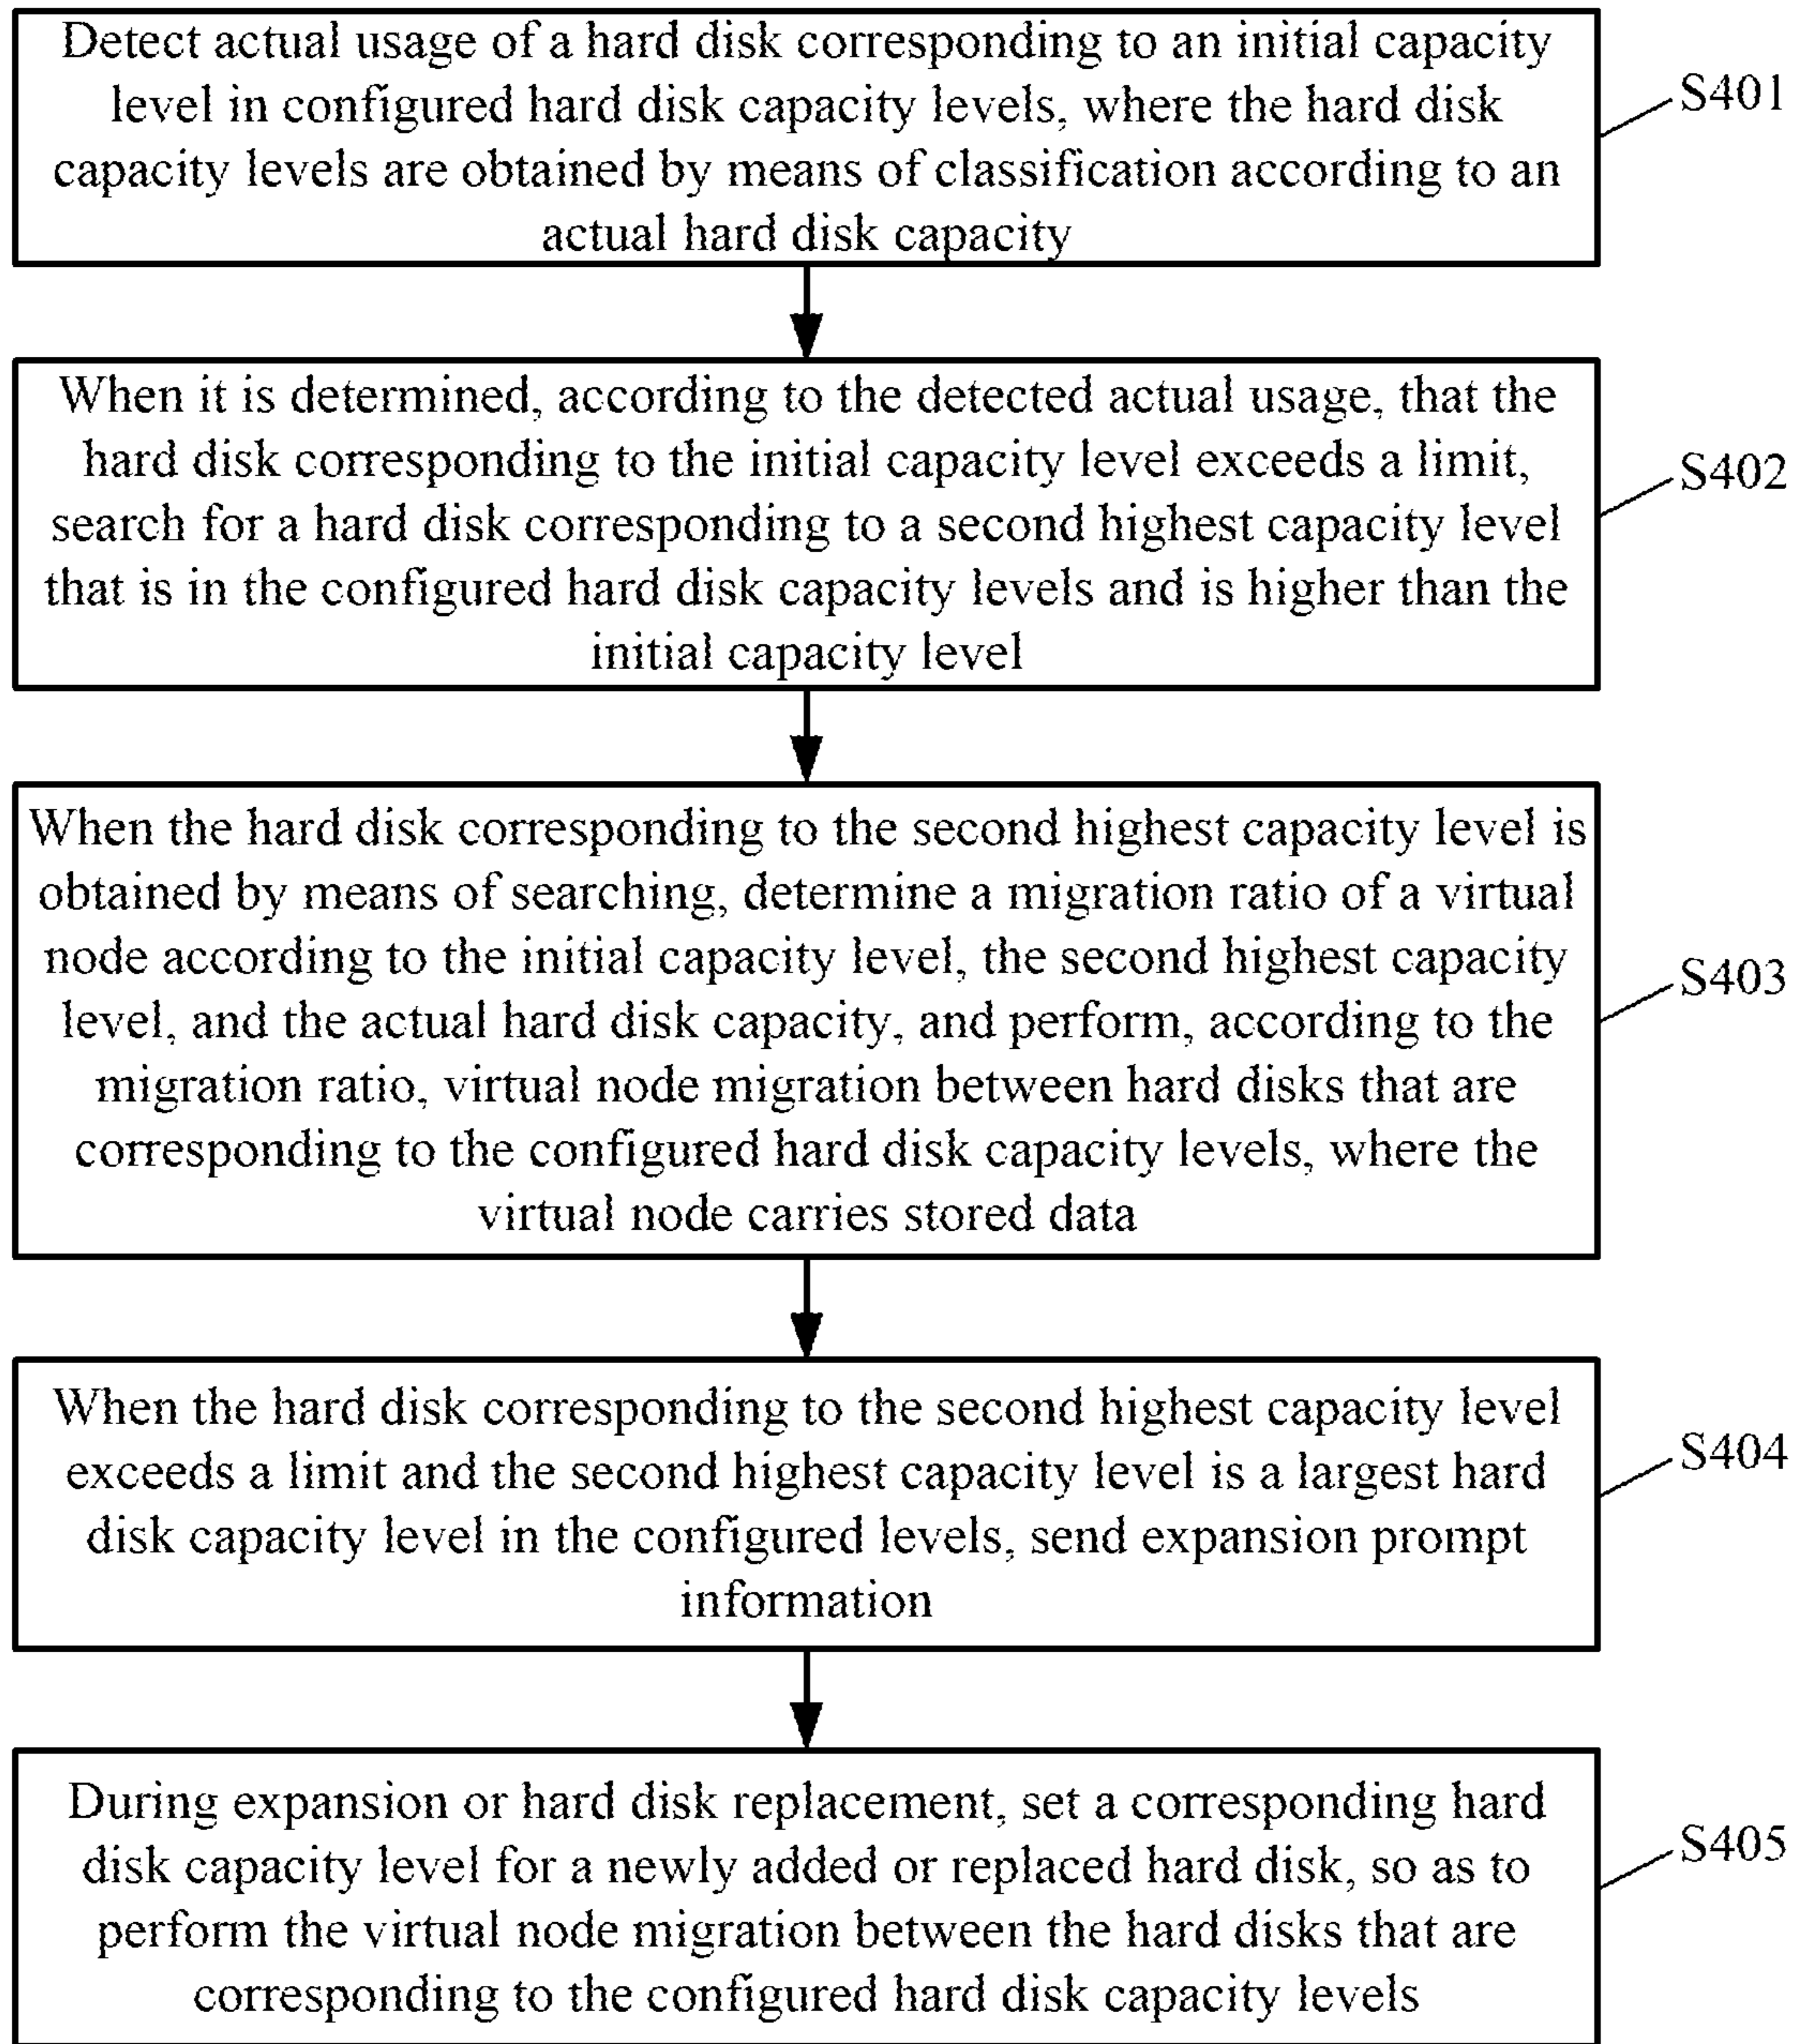 Detect actual usage of a hard disk corresponding to an initial capacity
level in configured hard disk capacity levels, where the hard disk
capacity levels are obtained by means of classification according to an
actual hard disk capacity
S401
When it is determined, according to the detected actual usage, that the
hard disk corresponding to the initial capacity level exceeds a limit,
search for a hard disk corresponding to a second highest capacity level
that is in the configured hard disk capacity levels and is higher than the
initial capacity level
S402
When the hard disk corresponding to the second highest capacity level is
obtained by means of searching, determine a migration ratio of a virtual
node according to the initial capacity level, the second highest capacity
level, and the actual hard disk capacity, and perform, according to the
migration ratio, virtual node migration between hard disks that are
corresponding to the configured hard disk capacity levels, where the
virtual node carries stored data
S403
When the hard disk corresponding to the second highest capacity level
exceeds a limit and the second highest capacity level is a largest hard
disk capacity level in the configured levels, send expansion prompt
information
S404
During expansion or hard disk replacement, set a corresponding hard
disk capacity level for a newly added or replaced hard disk, so as to
perform the virtual node migration between the hard disks that are
corresponding to the configured hard disk capacity levels
S405